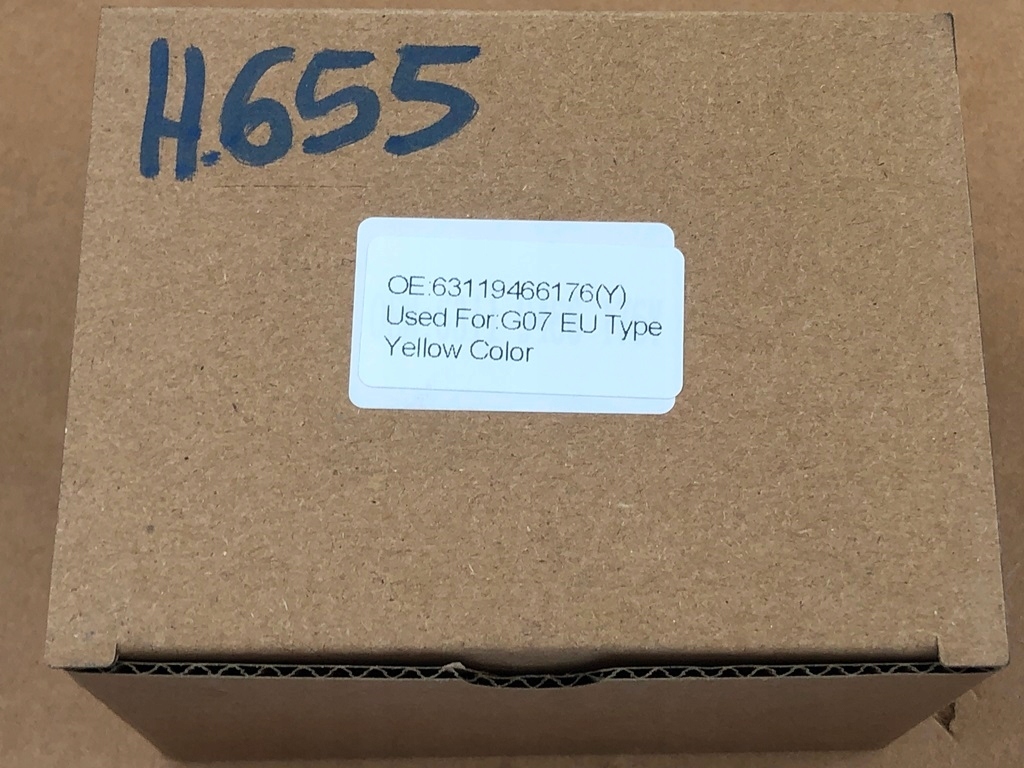 H.655
OE:63119466176(Y)
Used For:G07 EU Type
Yellow Color